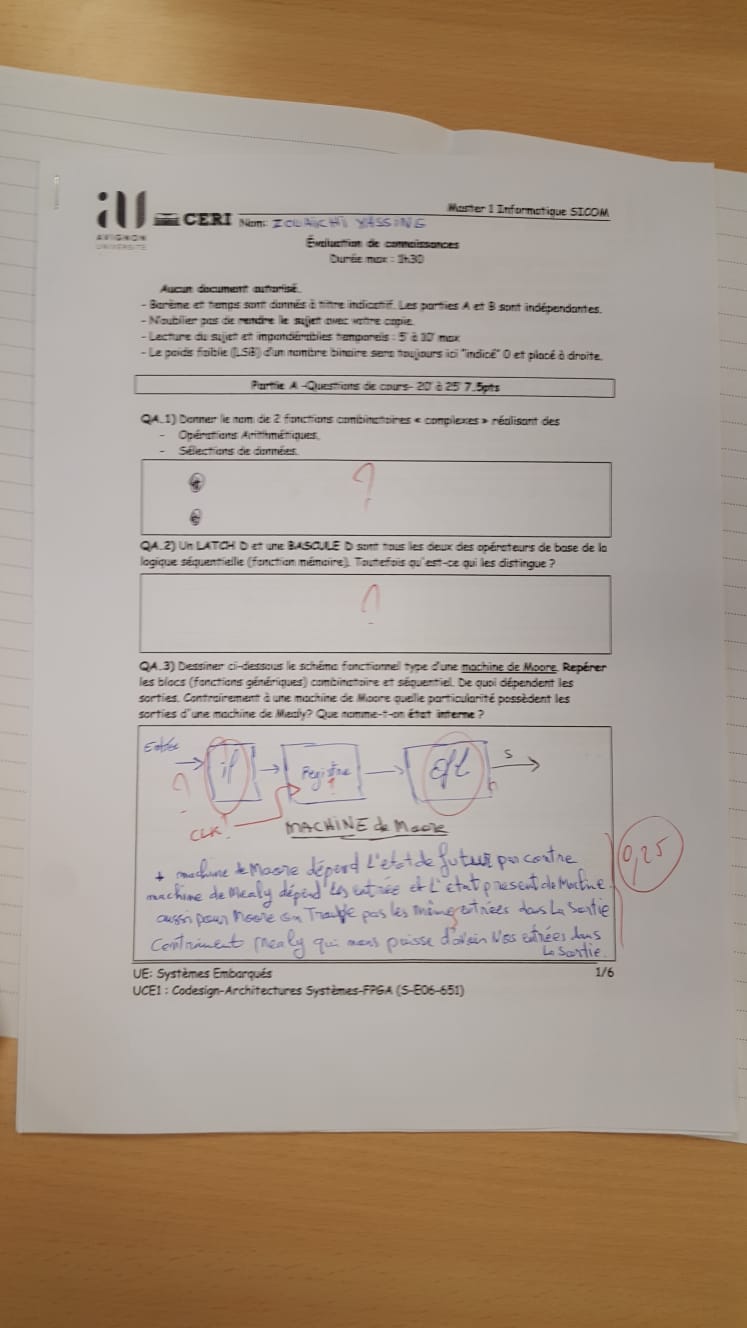 AVIGNON
UNIVERSITÉ
CERI Nom: ZOUAICHI YASSINE
Master 1 Informatique SICOM
Évaluation de connaissances
Durée max : 1h30
Aucun document autorisé.
- Barème et temps sont donnés à titre indicatif. Les parties A et B sont indépendantes.
- N'oublier pas de rendre le sujet avec votre copie.
- Lecture du sujet et impondérables temporels : 5' à 10' max
- Le poids faible (LSB) d'un nombre binaire sera toujours ici "indicé" 0 et placé à droite.
Partie A -Questions de cours- 20' à 25' 7.5pts
QA.1) Donner le nom de 2 fonctions combinatoires « complexes » réalisant des
- Opérations Arithmétiques.
- Sélections de données.
?
QA.2) Un LATCH D et une BASCULE D sont tous les deux des opérateurs de base de la
logique séquentielle (fonction mémoire). Toutefois qu'est-ce qui les distingue ?
?
QA.3) Dessiner ci-dessous le schéma fonctionnel type d'une machine de Moore. Repérer
les blocs (fonctions génériques) combinatoire et séquentiel. De quoi dépendent les
sorties. Contrairement à une machine de Moore quelle particularité possèdent les
sorties d'une machine de Mealy? Que nomme-t-on état interne ?
Entrée
? if Registre S
CLK!
MACHINE de Moore
+ machine de Moore dépend L'etat de futur par contre
machine de Mealy dépend les entrée et L'état present de Machine.
aussi pour Moore on Trouve pas les même entrées dans La Sortie
Contriment Mealy qui nous puisse d'avoir Nos entrées dans
La Sortie.
0,25
UE: Systèmes Embarqués
1/6
UCE1 : Codesign-Architectures Systèmes-FPGA (S-E06-651)